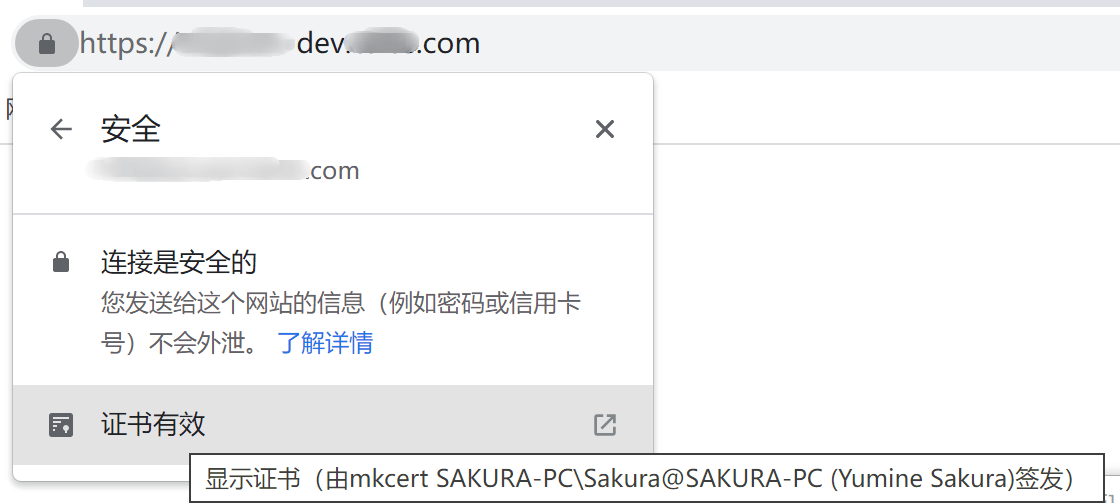 https:// dev. .com
安全
.com
连接是安全的
您发送给这个网站的信息（例如密码或信用卡
号）不会外泄。 了解详情
证书有效
显示证书（由mkcert SAKURA-PC\Sakura@SAKURA-PC (Yumine Sakura)签发）